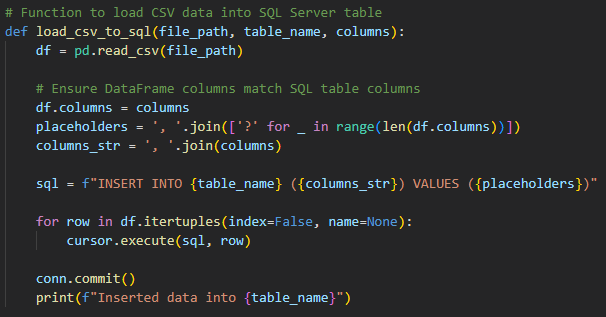 # Function to load CSV data into SQL Server table
def load_csv_to_sql(file_path, table_name, columns):
    df = pd.read_csv(file_path)

    # Ensure DataFrame columns match SQL table columns
    df.columns = columns
    placeholders = ', '.join(['?' for _ in range(len(df.columns))])
    columns_str = ', '.join(columns)

    sql = f"INSERT INTO {table_name} ({columns_str}) VALUES ({placeholders})"

    for row in df.itertuples(index=False, name=None):
        cursor.execute(sql, row)

    conn.commit()
    print(f"Inserted data into {table_name}")